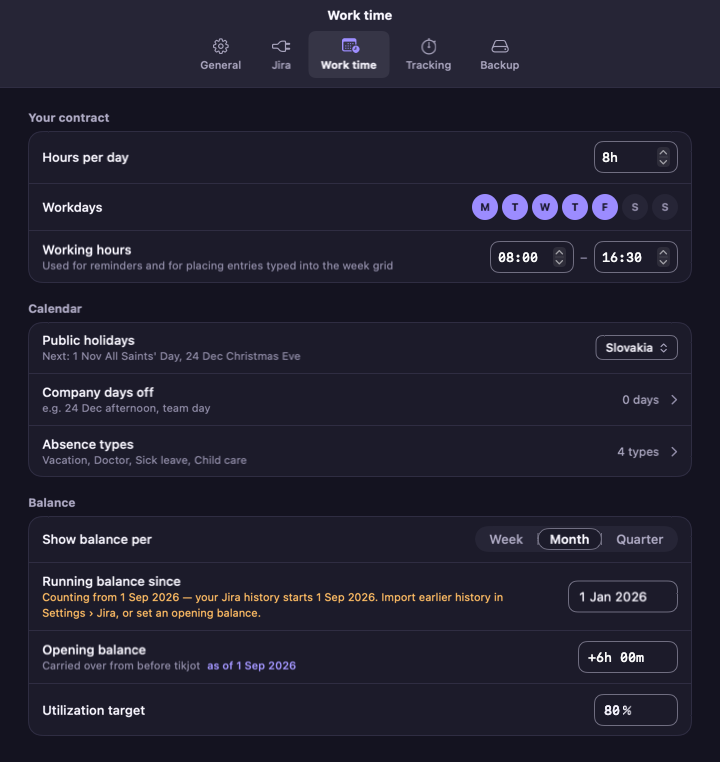 Work time
General
Jira
Work time
Tracking
Backup
Your contract
Hours per day
8h
Workdays
M T W T F S S
Working hours
Used for reminders and for placing entries typed into the week grid
08:00 – 16:30
Calendar
Public holidays
Next: 1 Nov All Saints' Day, 24 Dec Christmas Eve
Slovakia
Company days off
e.g. 24 Dec afternoon, team day
0 days
Absence types
Vacation, Doctor, Sick leave, Child care
4 types
Balance
Show balance per
Week Month Quarter
Running balance since
Counting from 1 Sep 2026 — your Jira history starts 1 Sep 2026. Import earlier history in
Settings › Jira, or set an opening balance.
1 Jan 2026
Opening balance
Carried over from before tikjot as of 1 Sep 2026
+6h 00m
Utilization target
80%